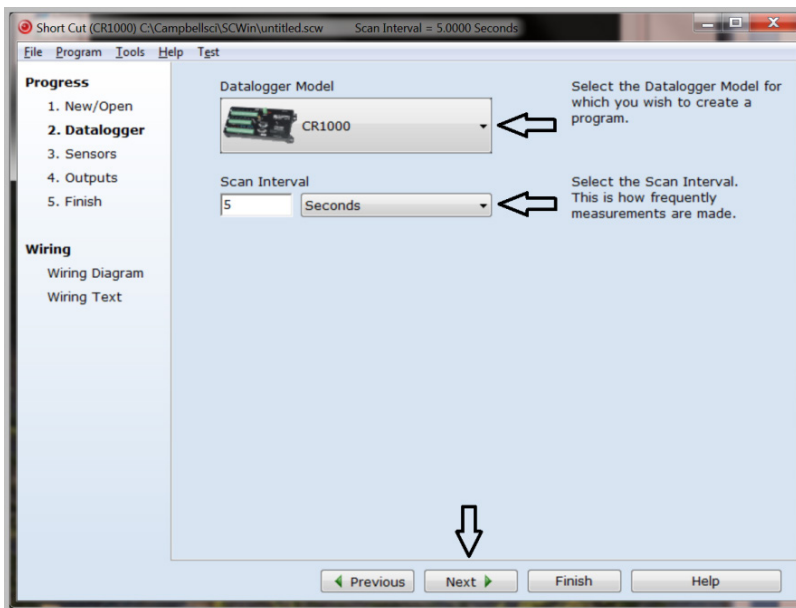 Short Cut (CR1000) C:\Campbellsci\SCWin\untitled.scw Scan Interval = 5.0000 Seconds
File Program Tools Help Test
Progress
1. New/Open
2. Datalogger
3. Sensors
4. Outputs
5. Finish
Wiring
Wiring Diagram
Wiring Text
Datalogger Model
CR1000
Select the Datalogger Model for
which you wish to create a
program.
Scan Interval
5 Seconds
Select the Scan Interval.
This is how frequently
measurements are made.
Previous Next Finish Help